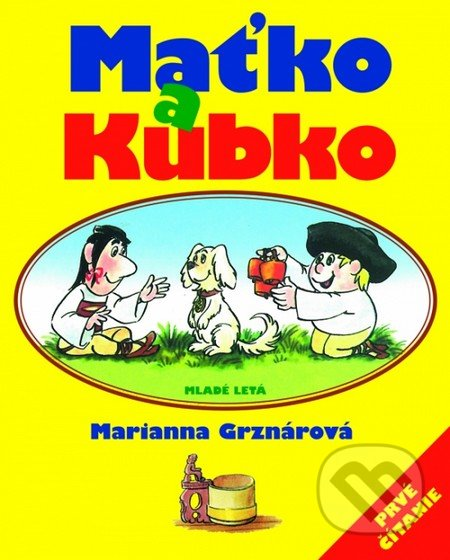 Maťko
a
Kubko
MLADÉ LETÁ
Marianna Grznárová
PRVÉ
ČÍTANIE